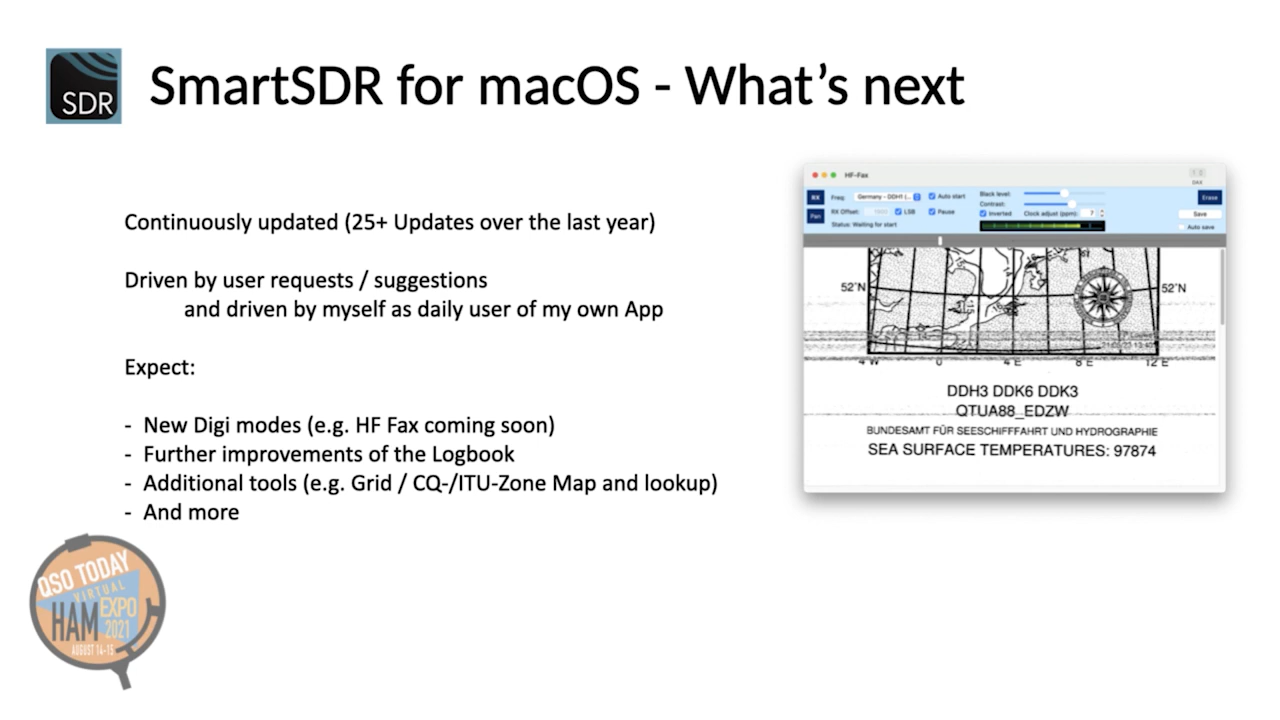 SDR
SmartSDR for macOS - What's next
Continuously updated (25+ Updates over the last year)
Driven by user requests / suggestions
and driven by myself as daily user of my own App
Expect:
- New Digi modes (e.g. HF Fax coming soon)
- Further improvements of the Logbook
- Additional tools (e.g. Grid / CQ-/ITU-Zone Map and lookup)
- And more
HF-Fax
1
DAX
RX
Freq:
Germany - DDH1 (...
Auto start
Black level:
Erase
Contrast:
Pan
RX Offset:
LSB
Pause
Inverted
Clock adjust (ppm):
7
Save
Status: Waiting for start
Auto save
52°N
52°N
4 W
0
4 E
8 E
12 E
DDH3 DDK6 DDK3
QTUA88_EDZW
BUNDESAMT FÜR SEESCHIFFFAHRT UND HYDROGRAPHIE
SEA SURFACE TEMPERATURES: 97874
QSO TODAY
VIRTUAL
HAM EXPO
2021
AUGUST 14-15